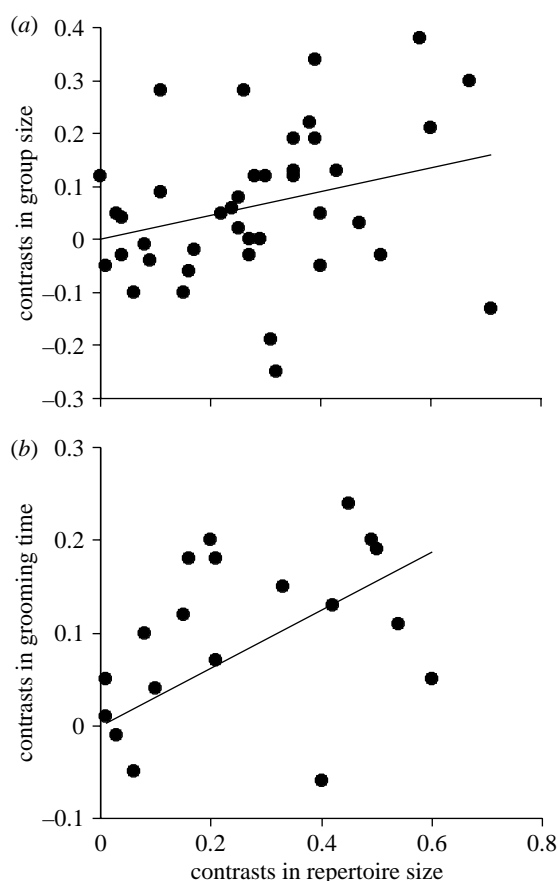 (a)
0.4
0.3
0.2
0.1
0
–0.1
–0.2
–0.3
contrasts in group size
(b)
0.3
0.2
0.1
0
–0.1
contrasts in grooming time
0 0.2 0.4 0.6 0.8
contrasts in repertoire size